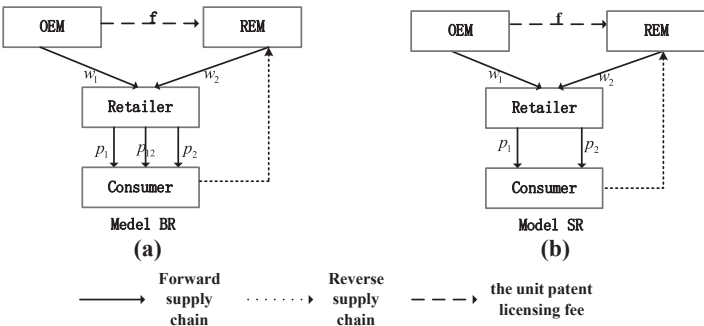 OEM
f
REM
w1
w2
Retailer
p1
p12
p2
Consumer
Medel BR
(a)
OEM
f
REM
w1
w2
Retailer
p1
p2
Consumer
Model SR
(b)
Forward
supply
chain
Reverse
supply
chain
the unit patent
licensing fee